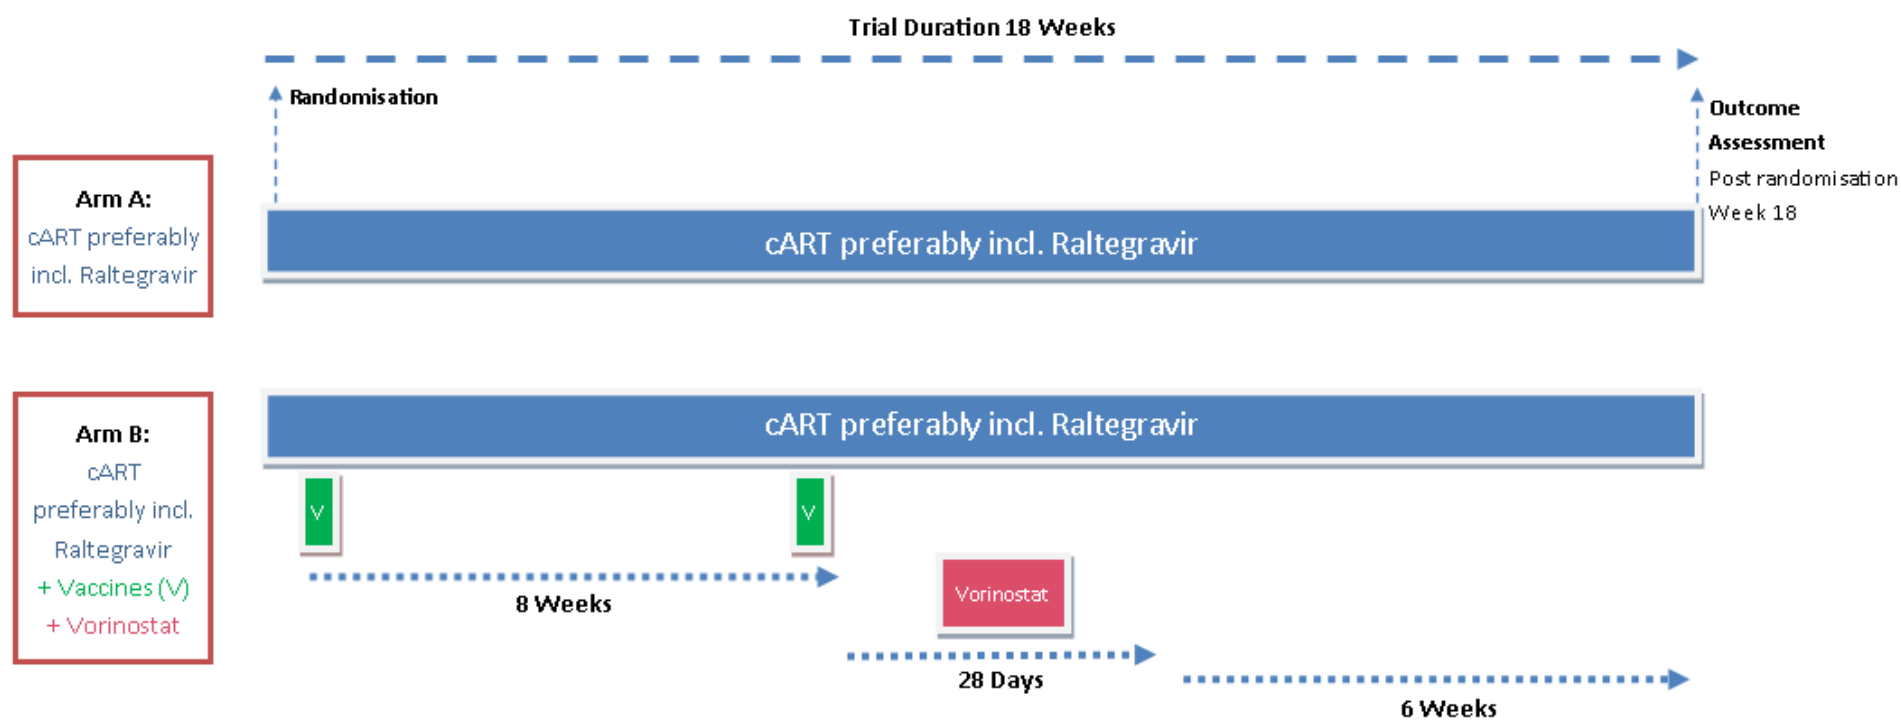 Trial Duration 18 Weeks
Randomisation
Outcome
Assessment
Post randomisation
Week 18
Arm A:
cART preferably
incl. Raltegravir
cART preferably incl. Raltegravir
Arm B:
cART
preferably incl.
Raltegravir
+ Vaccines (V)
+ Vorinostat
cART preferably incl. Raltegravir
V
V
8 Weeks
Vorinostat
28 Days
6 Weeks